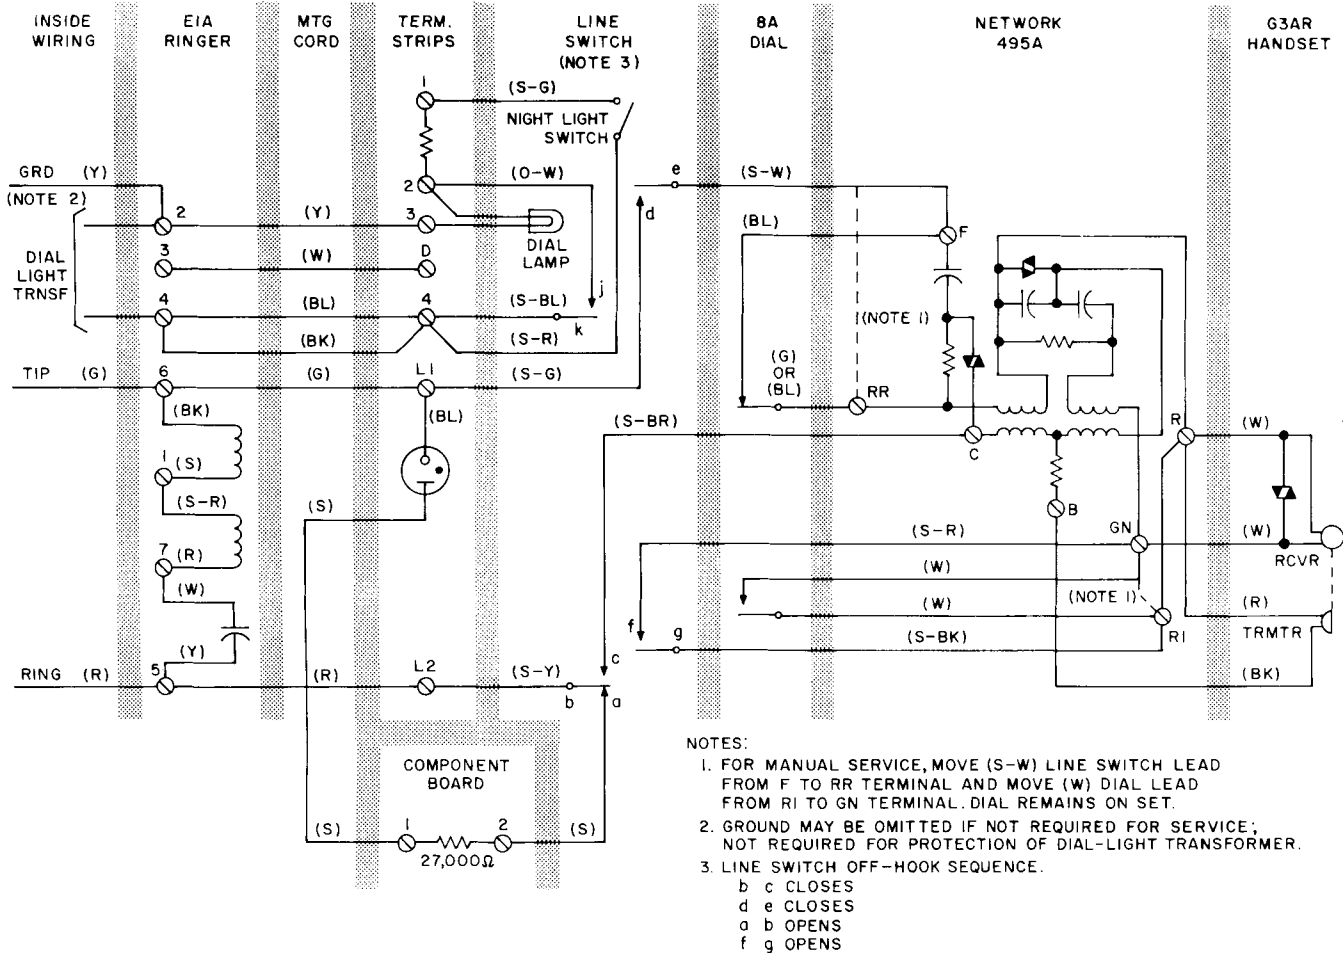 INSIDE
WIRING
EIA
RINGER
MTG
CORD
TERM.
STRIPS
LINE
SWITCH
(NOTE 3)
8A
DIAL
NETWORK
495A
G3AR
HANDSET
1
(S-G)
NIGHT LIGHT
SWITCH
GRD (Y)
(NOTE 2)
2
(O-W)
e
(S-W)
2
(Y)
3
d
DIAL
LAMP
(BL)
F
3
(W)
D
DIAL
LIGHT
TRNSF
4
(BL)
4
(S-BL)
j
k
(BK)
(S-R)
(NOTE 1)
(G)
OR
(BL)
RR
TIP (G)
6
(G)
L1
(S-G)
(BK)
(BL)
(S-BR)
C
R
(W)
1
(S)
(S-R)
(S)
B
7
(R)
(S-R)
GN
(W)
RCVR
(W)
(W)
(NOTE 1)
(W)
R1
(R)
TRMTR
f
g
(S-BK)
(Y)
5
c
RING (R)
(R)
L2
(S-Y)
b
a
(BK)
COMPONENT
BOARD
(S)
1
2
(S)
27,000Ω
NOTES:
1. FOR MANUAL SERVICE, MOVE (S-W) LINE SWITCH LEAD
FROM F TO RR TERMINAL AND MOVE (W) DIAL LEAD
FROM R1 TO GN TERMINAL. DIAL REMAINS ON SET.
2. GROUND MAY BE OMITTED IF NOT REQUIRED FOR SERVICE;
NOT REQUIRED FOR PROTECTION OF DIAL-LIGHT TRANSFORMER.
3. LINE SWITCH OFF-HOOK SEQUENCE.
b c CLOSES
d e CLOSES
a b OPENS
f g OPENS